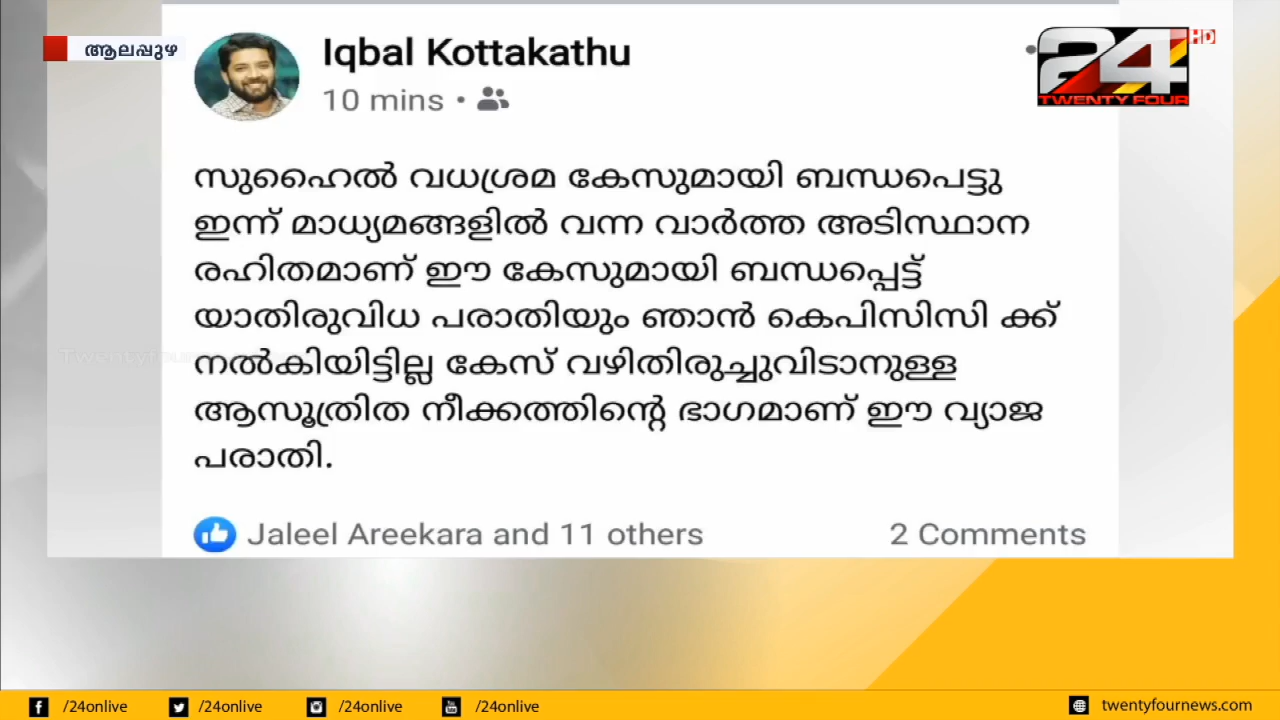 ആലപ്പുഴ
Iqbal Kottakathu
24 HD
TWENTY FOUR
10 mins •
സുഹൈൽ വധശ്രമ കേസുമായി ബന്ധപെട്ടു
ഇന്ന് മാധ്യമങ്ങളിൽ വന്ന വാർത്ത അടിസ്ഥാന
രഹിതമാണ് ഈ കേസുമായി ബന്ധപ്പെട്ട്
യാതിരുവിധ പരാതിയും ഞാൻ കെപിസിസി ക്ക്
നൽകിയിട്ടില്ല കേസ് വഴിതിരുച്ചുവിടാനുള്ള
ആസൂത്രിത നീക്കത്തിന്റെ ഭാഗമാണ് ഈ വ്യാജ
പരാതി.
Jaleel Areekara and 11 others 2 Comments
/24onlive /24onlive /24onlive /24onlive twentyfournews.com